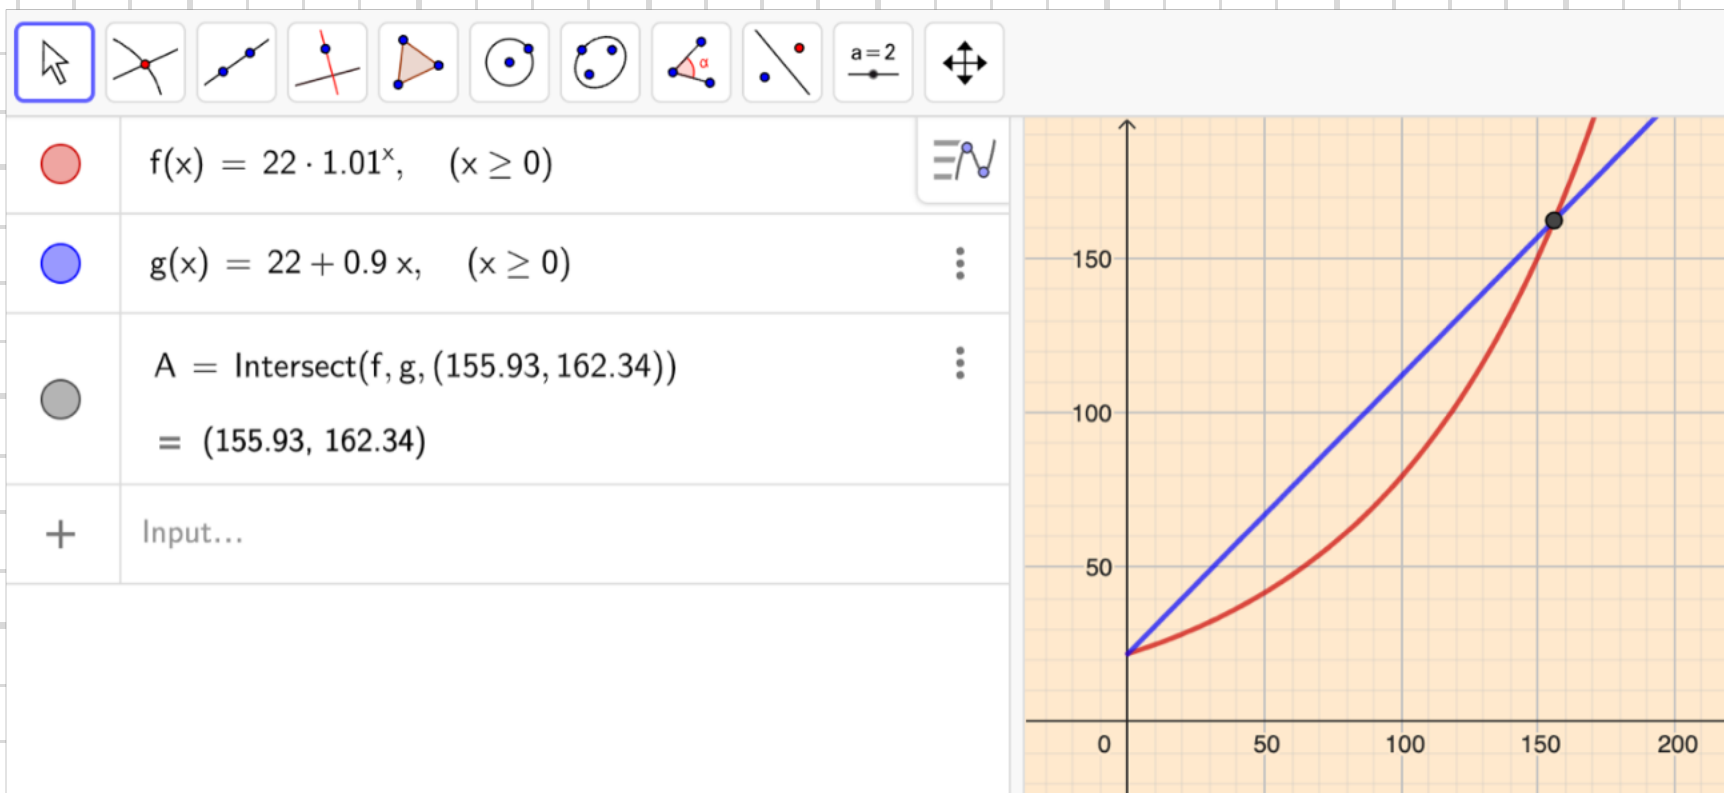 α
a = 2
f(x) = 22 · 1.01ˣ, (x ≥ 0)
g(x) = 22 + 0.9 x, (x ≥ 0)
A = Intersect(f, g, (155.93, 162.34))
= (155.93, 162.34)
+ Input...
150
100
50
0 50 100 150 200